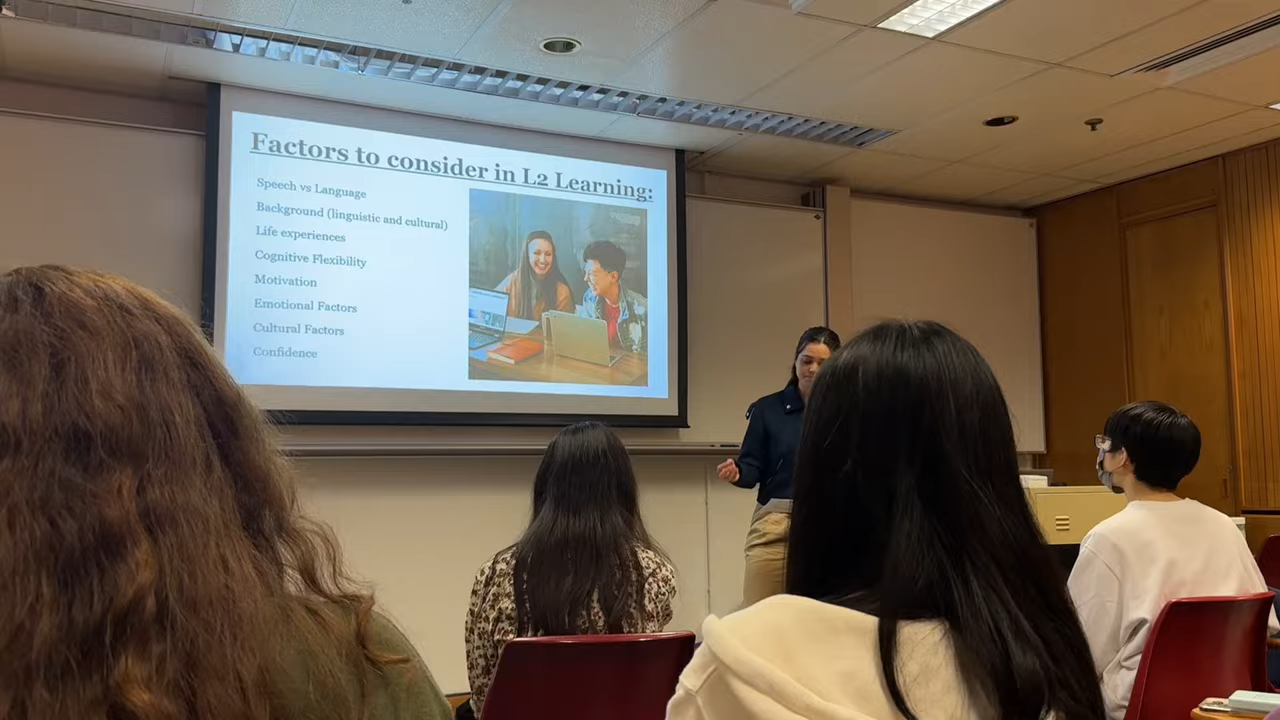 Factors to consider in L2 Learning:
Speech vs Language
Background (linguistic and cultural)
Life experiences
Cognitive Flexibility
Motivation
Emotional Factors
Cultural Factors
Confidence